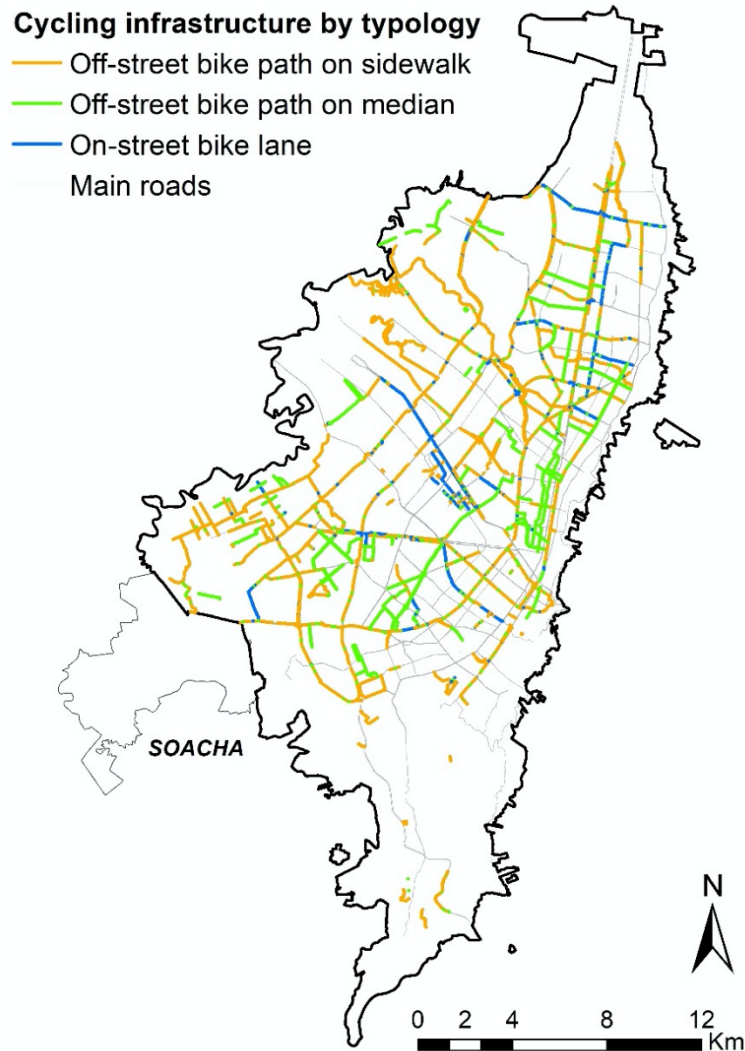 Cycling infrastructure by typology
Off-street bike path on sidewalk
Off-street bike path on median
On-street bike lane
Main roads
SOACHA
N
0 2 4 8 12
Km